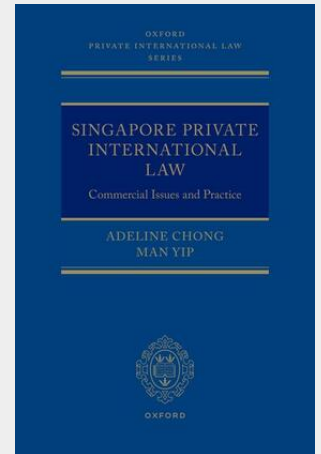 OXFORD
PRIVATE INTERNATIONAL LAW
SERIES
SINGAPORE PRIVATE
INTERNATIONAL
LAW
Commercial Issues and Practice
ADELINE CHONG
MAN YIP
OXFORD